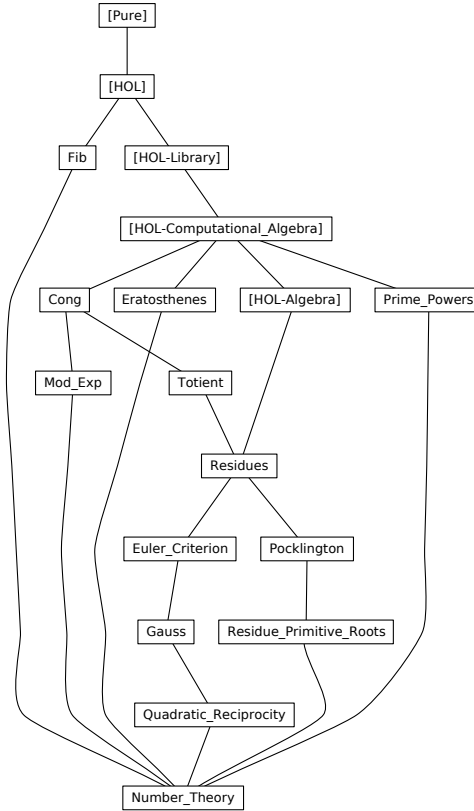 [Pure]
[HOL]
Fib
[HOL-Library]
[HOL-Computational_Algebra]
Cong
Eratosthenes
[HOL-Algebra]
Prime_Powers
Mod_Exp
Totient
Residues
Euler_Criterion
Pocklington
Gauss
Residue_Primitive_Roots
Quadratic_Reciprocity
Number_Theory